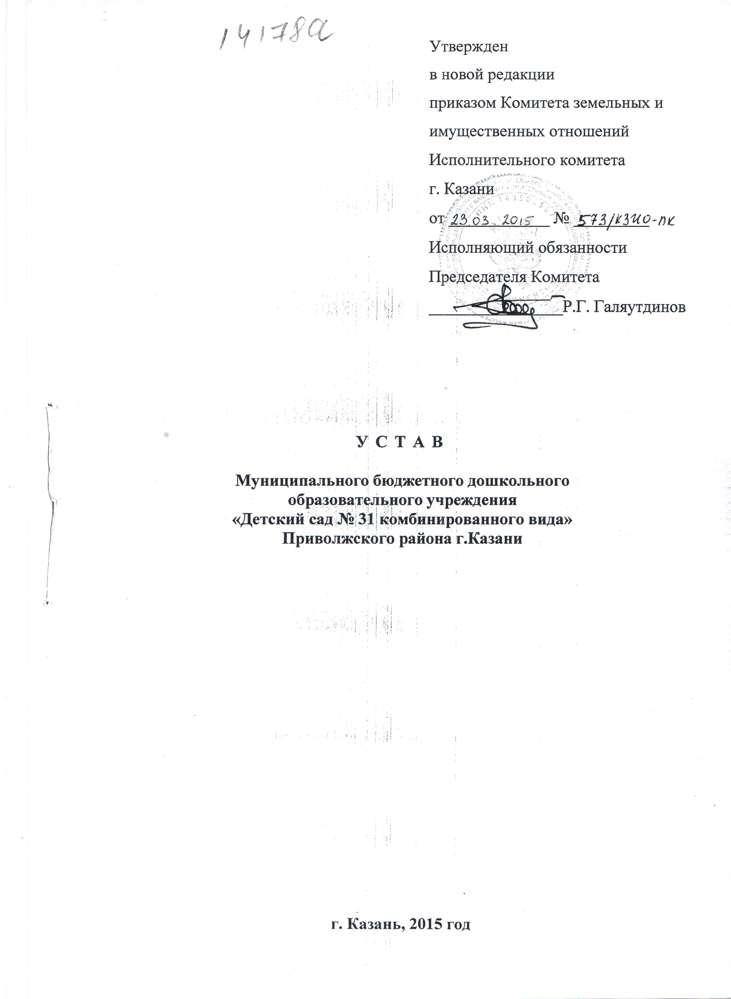 14178а
Утвержден
в новой редакции
приказом Комитета земельных и
имущественных отношений
Исполнительного комитета
г. Казани
от 23.03.2015 № 573/КЗИО-ПК
Исполняющий обязанности
Председателя Комитета
Р.Г. Галяутдинов
У С Т А В
Муниципального бюджетного дошкольного
образовательного учреждения
«Детский сад № 31 комбинированного вида»
Приволжского района г.Казани
г. Казань, 2015 год